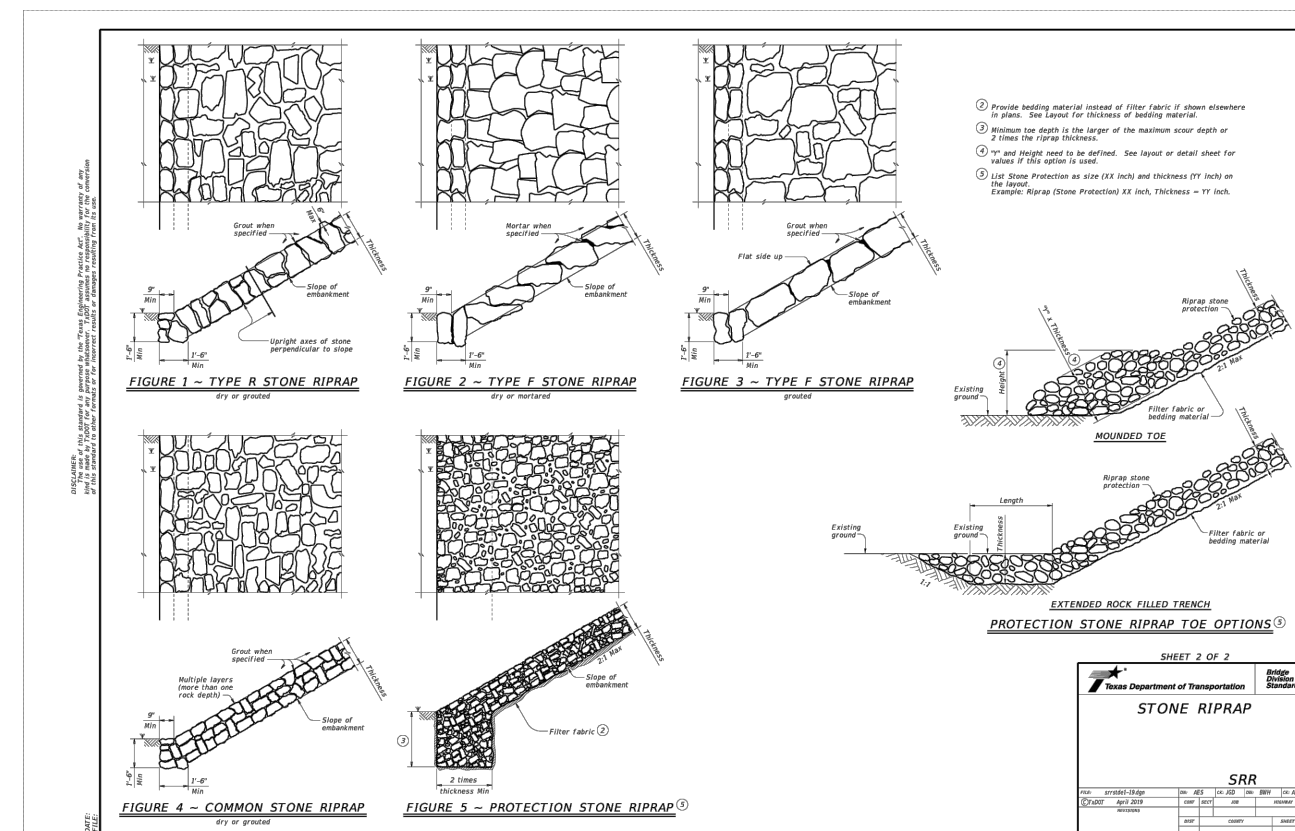 ② Provide bedding material instead of filter fabric if shown elsewhere
in plans. See Layout for thickness of bedding material.
③ Minimum toe depth is the larger of the maximum scour depth or
2 times the riprap thickness.
④ "Y" and Height need to be defined. See layout or detail sheet for
values if this option is used.
⑤ List Stone Protection as size (XX inch) and thickness (YY inch) on
the layout.
Example: Riprap (Stone Protection) XX inch, Thickness = YY inch.
DISCLAIMER:
The use of this standard is governed by the "Texas Engineering Practice Act". No warranty of any
kind is made by TxDOT for any purpose whatsoever. TxDOT assumes no responsibility for the conversion
of this standard to other formats or for incorrect results or damages resulting from its use.
DATE:
FILE:
Grout when
specified
6"
Max
Thickness
9"
Min
Slope of
embankment
Upright axes of stone
perpendicular to slope
1'-6"
Min
1'-6"
Min
FIGURE 1 ~ TYPE R STONE RIPRAP
dry or grouted
Mortar when
specified
Thickness
9"
Min
Slope of
embankment
1'-6"
Min
1'-6"
Min
FIGURE 2 ~ TYPE F STONE RIPRAP
dry or mortared
Grout when
specified
Flat side up
Thickness
9"
Min
Slope of
embankment
1'-6"
Min
1'-6"
Min
FIGURE 3 ~ TYPE F STONE RIPRAP
grouted
Thickness
Riprap stone
protection
"Y" x Thickness ④
Height ④
2:1 Max
Existing
ground
Filter fabric or
bedding material
MOUNDED TOE
Thickness
Riprap stone
protection
Length
2:1 Max
Existing
ground
Existing
ground
Thickness
Filter fabric or
bedding material
1:1
EXTENDED ROCK FILLED TRENCH
PROTECTION STONE RIPRAP TOE OPTIONS ⑤
Grout when
specified
Multiple layers
(more than one
rock depth)
Thickness
9"
Min
Slope of
embankment
1'-6"
Min
1'-6"
Min
FIGURE 4 ~ COMMON STONE RIPRAP
dry or grouted
Thickness
2:1 Max
Slope of
embankment
Filter fabric ②
③
2 times
thickness Min
FIGURE 5 ~ PROTECTION STONE RIPRAP ⑤
SHEET 2 OF 2
Texas Department of Transportation
Bridge
Division
Standard
STONE RIPRAP
SRR
FILE: srrstde1-19.dgn DN: AES CK: JGD DW: BWH CK: A
©TxDOT April 2019 CONT SECT JOB HIGHWAY
REVISIONS
DIST COUNTY SHEET